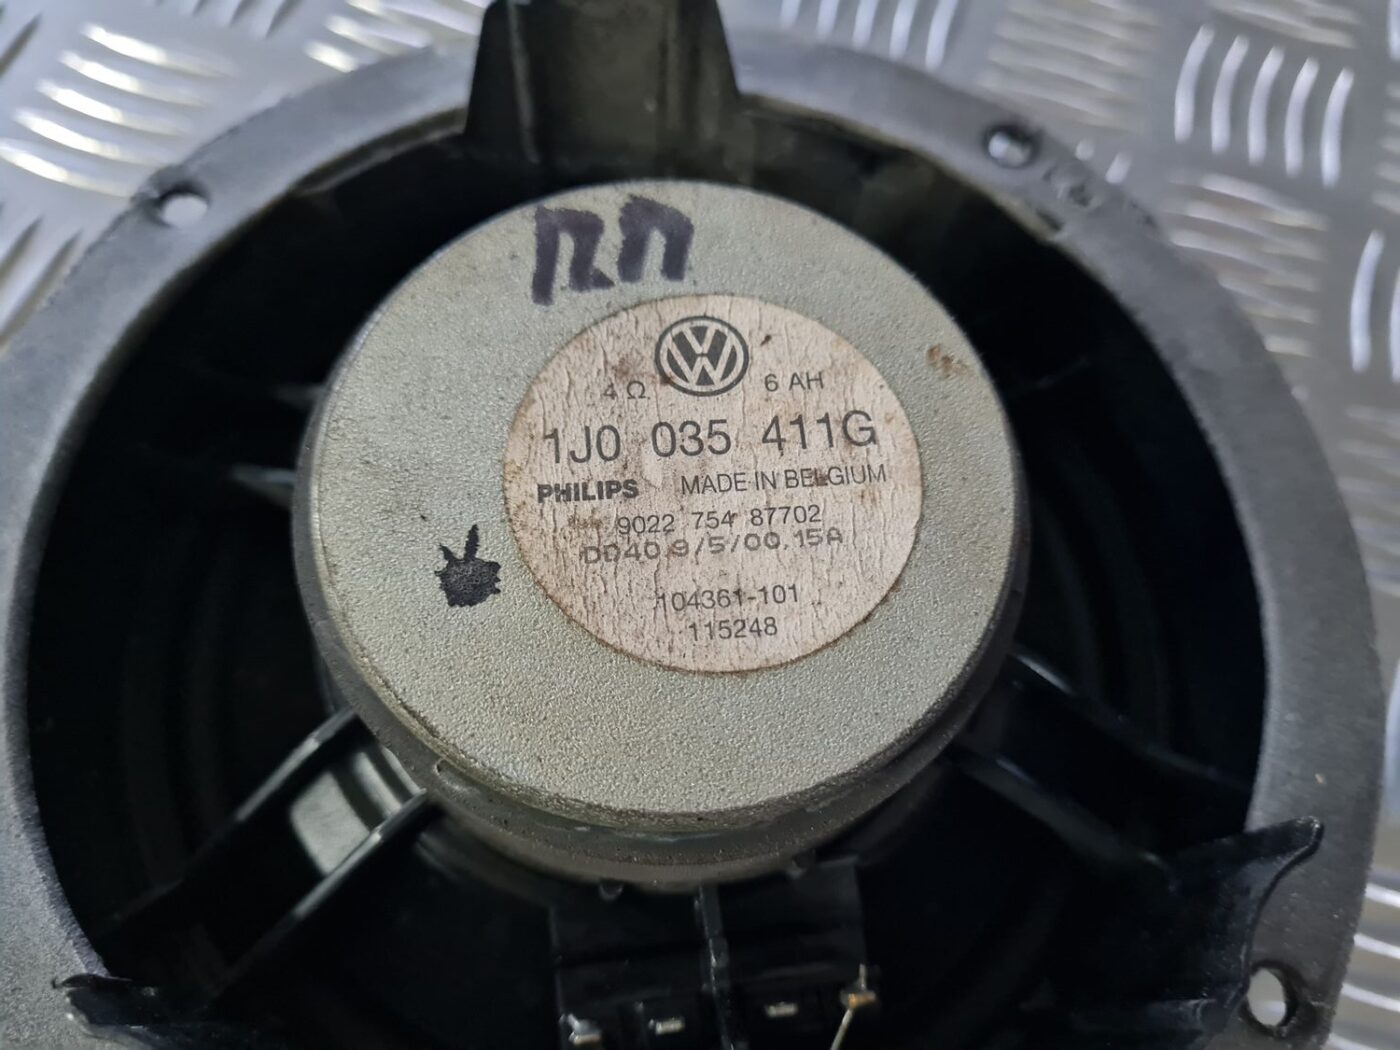 ПП
VW
4 Ω 6 AH
1J0 035 411G
PHILIPS MADE IN BELGIUM
9022 754 87702
DD40 9/5/00, 15A
104361-101
115248